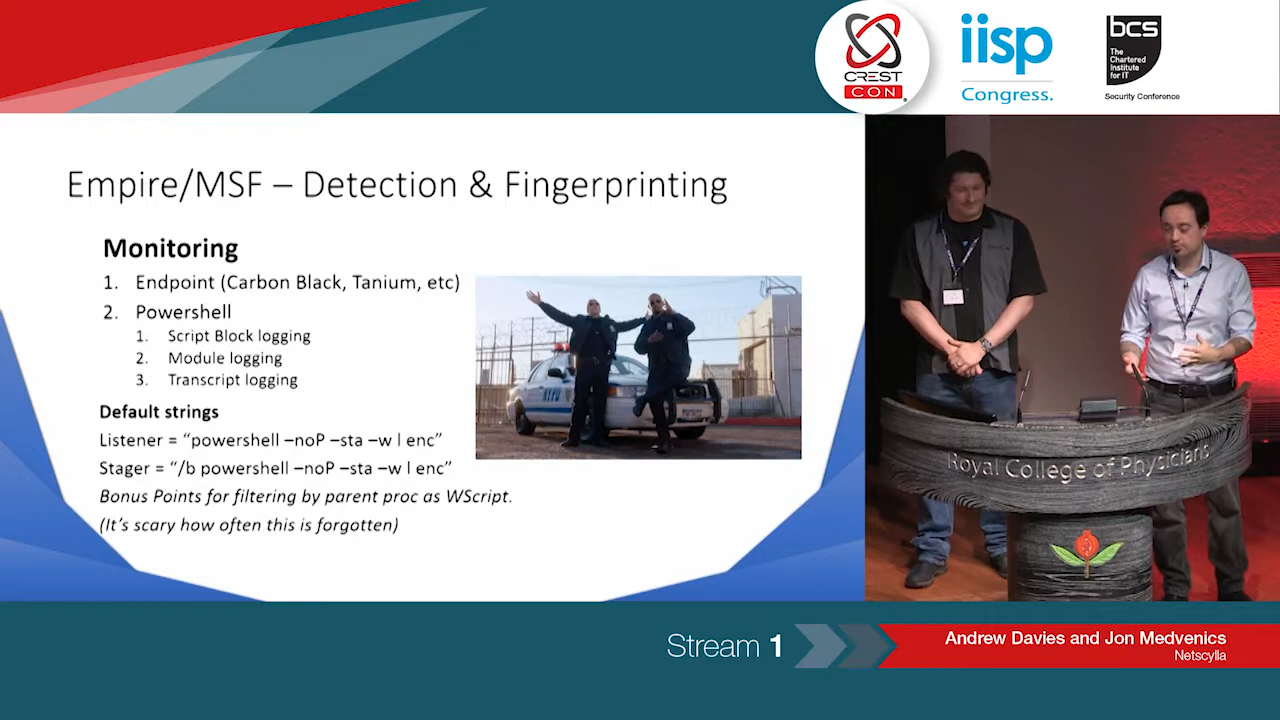 CREST
CON
iisp
Congress.
bcs
The
Chartered
Institute
for IT
Security Conference
Empire/MSF – Detection & Fingerprinting
Monitoring
1. Endpoint (Carbon Black, Tanium, etc)
2. Powershell
1. Script Block logging
2. Module logging
3. Transcript logging
Default strings
Listener = “powershell –noP –sta –w l enc”
Stager = “/b powershell –noP –sta –w l enc”
Bonus Points for filtering by parent proc as WScript.
(It’s scary how often this is forgotten)
Royal College of Physicians
Stream 1
Andrew Davies and Jon Medvenics
Netscylla